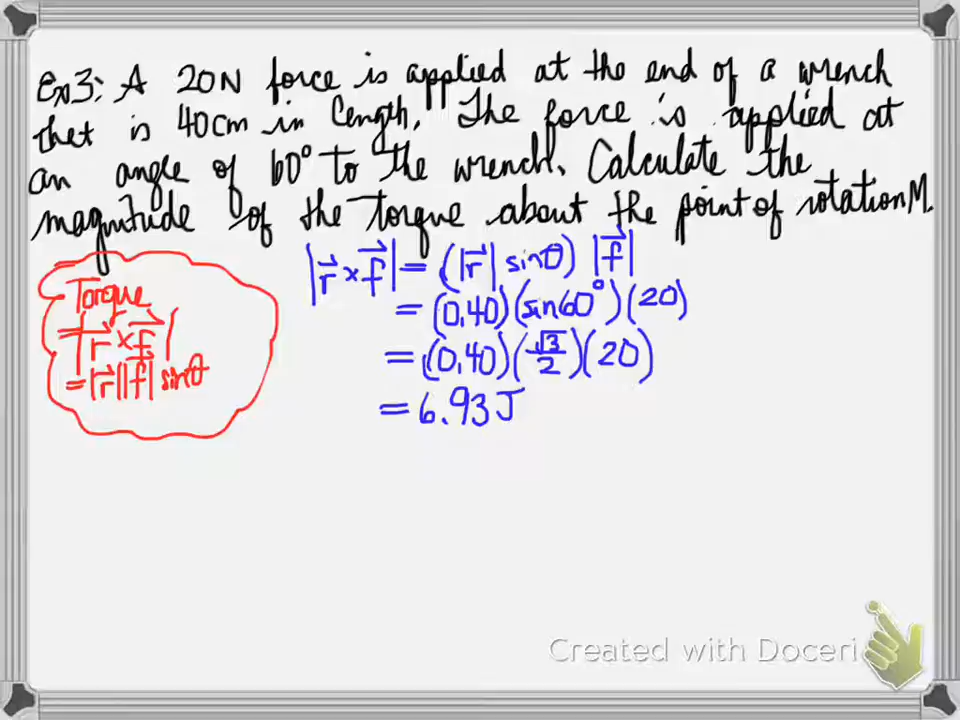 Ex3: A 20N force is applied at the end of a wrench
that is 40cm in length. The force is applied at
an angle of 60° to the wrench. Calculate the
magnitude of the torque about the point of rotation M.
|r⃗ × f⃗| = (|r⃗| sinθ) |f⃗|
= (0.40)(sin60°)(20)
= (0.40)(√3/2)(20)
= 6.93 J
Torque
= |r⃗ × f⃗|
= |r⃗||f⃗| sinθ
Created with Doceri